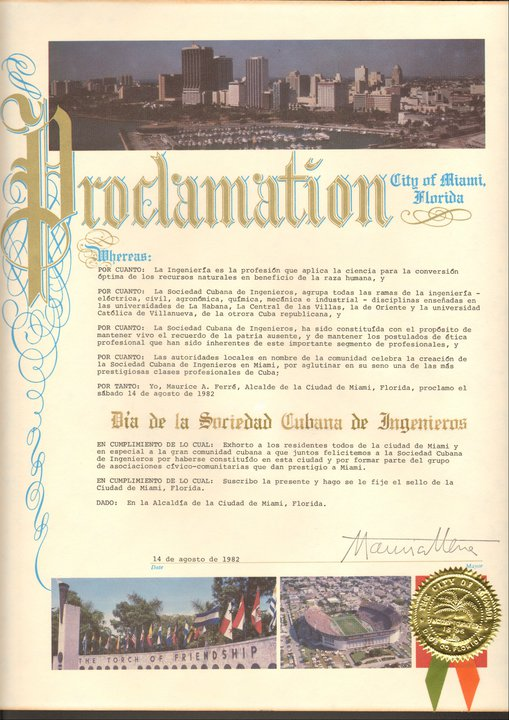 Proclamation
City of Miami,
Florida
Whereas:
POR CUANTO: La Ingeniería es la profesión que aplica la ciencia para la conversión
óptima de los recursos naturales en beneficio de la raza humana, y
POR CUANTO: La Sociedad Cubana de Ingenieros, agrupa todas las ramas de la ingeniería -
eléctrica, civil, agronómica, química, mecánica e industrial - disciplinas enseñadas en
las universidades de La Habana, La Central de las Villas, la de Oriente y la universidad
Católica de Villanueva, de la otrora Cuba republicana, y
POR CUANTO: La Sociedad Cubana de Ingenieros, ha sido constituída con el propósito de
mantener vivo el recuerdo de la patria ausente, y de mantener los postulados de ética
profesional que han sido inherentes de este importante segmento de profesionales, y
POR CUANTO: Las autoridades locales en nombre de la comunidad celebra la creación de
la Sociedad Cubana de Ingenieros en Miami, por aglutinar en su seno una de las más
prestigiosas clases profesionales de Cuba;
POR TANTO: Yo, Maurice A. Ferré, Alcalde de la Ciudad de Miami, Florida, proclamo el
sábado 14 de agosto de 1982
Día de la Sociedad Cubana de Ingenieros
EN CUMPLIMIENTO DE LO CUAL: Exhorto a los residentes todos de la ciudad de Miami y
en especial a la gran comunidad cubana a que juntos felicitemos a la Sociedad Cubana
de Ingenieros por haberse constituído en esta ciudad y por formar parte del grupo
de asociaciones cívico-comunitarias que dan prestigio a Miami.
EN CUMPLIMIENTO DE LO CUAL: Suscribo la presente y hago se le fije el sello de la
Ciudad de Miami, Florida.
DADO: En la Alcaldía de la Ciudad de Miami, Florida.
14 de agosto de 1982
Date
Mayor
THE TORCH OF FRIENDSHIP
THE CITY OF MIAMI
CO. FLORIDA